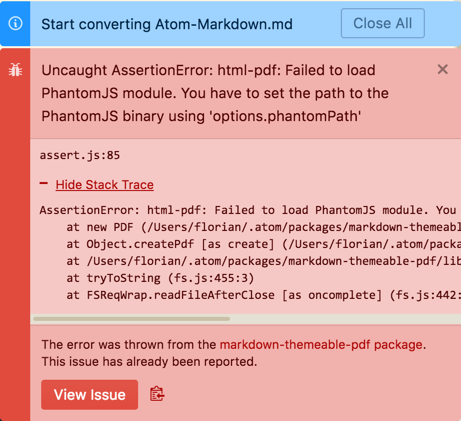 Start converting Atom-Markdown.md
Close All
Uncaught AssertionError: html-pdf: Failed to load
PhantomJS module. You have to set the path to the
PhantomJS binary using 'options.phantomPath'
assert.js:85
Hide Stack Trace
AssertionError: html-pdf: Failed to load PhantomJS module. You
at new PDF (/Users/florian/.atom/packages/markdown-themeabl
at Object.createPdf [as create] (/Users/florian/.atom/packa
at /Users/florian/.atom/packages/markdown-themeable-pdf/lib
at tryToString (fs.js:455:3)
at FSReqWrap.readFileAfterClose [as oncomplete] (fs.js:442:
The error was thrown from the markdown-themeable-pdf package.
This issue has already been reported.
View Issue